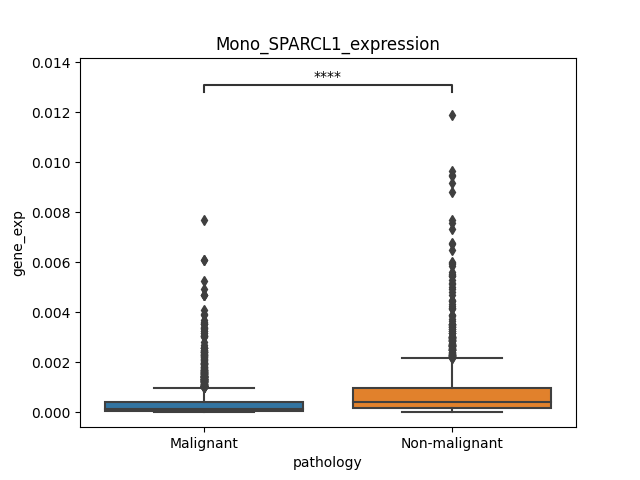 Mono_SPARCL1_expression
****
0.014
0.012
0.010
0.008
0.006
0.004
0.002
0.000
gene_exp
Malignant
Non-malignant
pathology